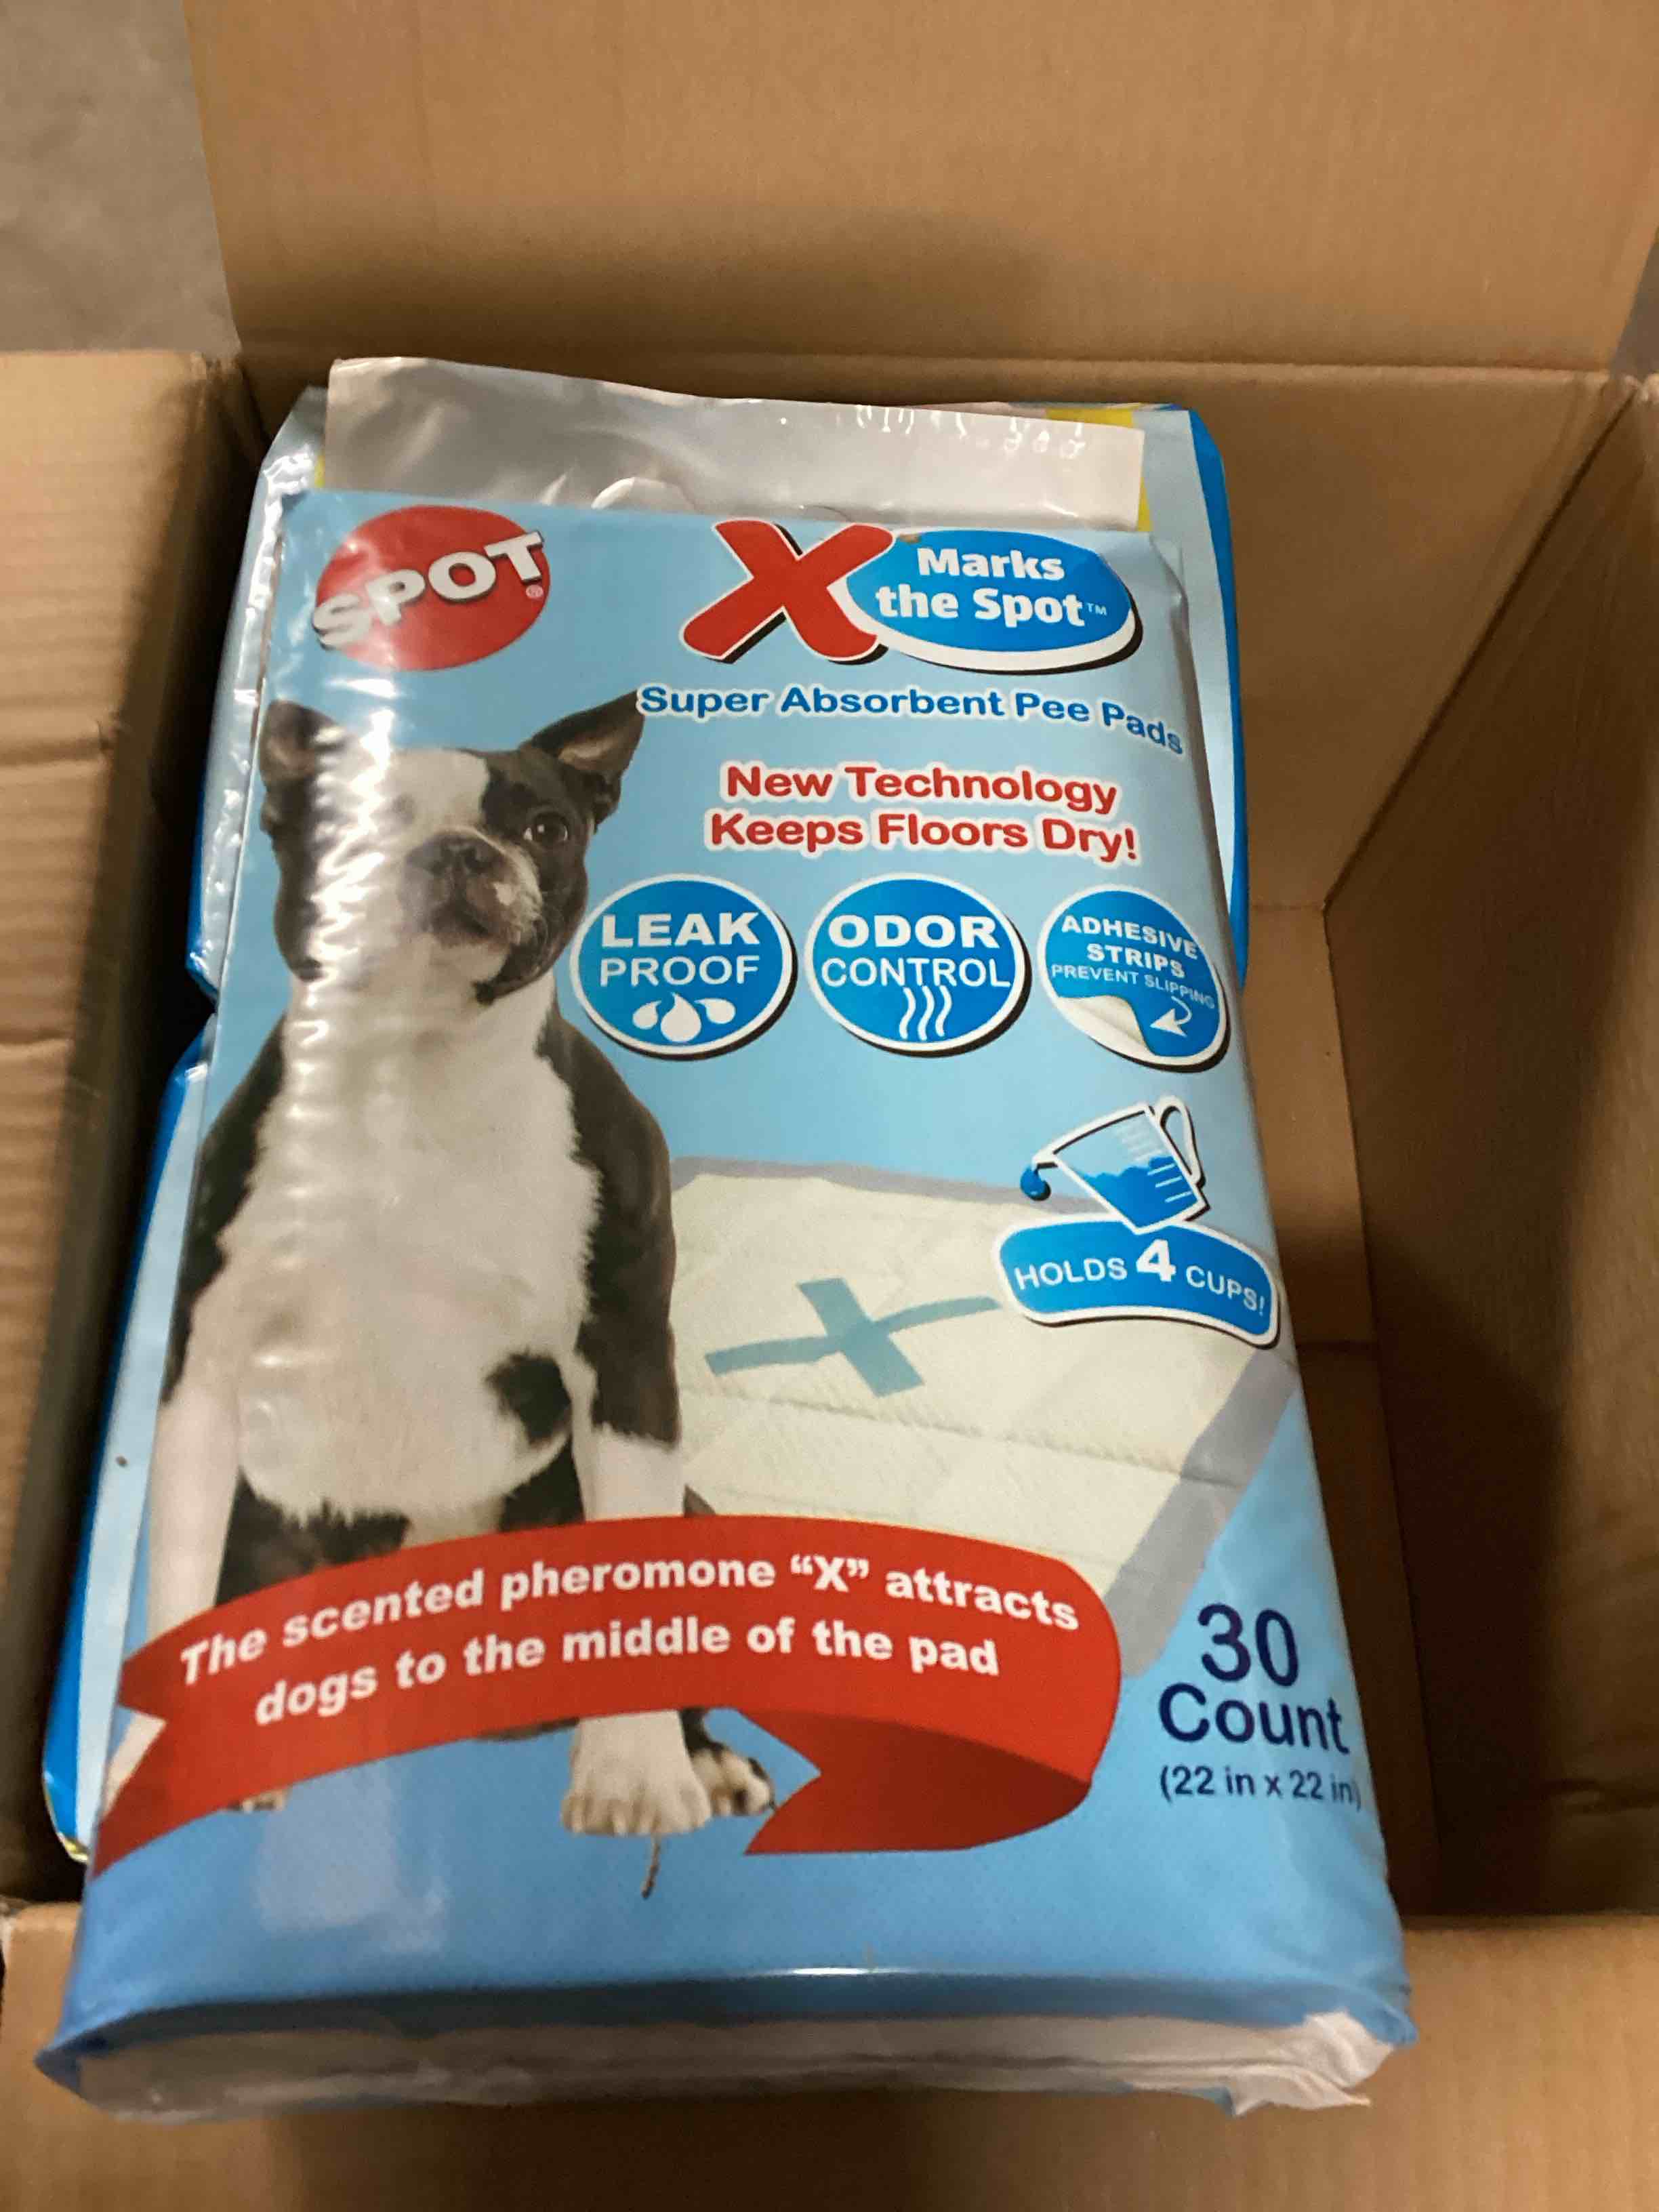 SPOT®
X Marks
the Spot™
Super Absorbent Pee Pads
New Technology
Keeps Floors Dry!
LEAK
PROOF
ODOR
CONTROL
ADHESIVE
STRIPS
PREVENT SLIPPING
HOLDS 4 CUPS!
The scented pheromone “X” attracts
dogs to the middle of the pad
30
Count
(22 in x 22 in)